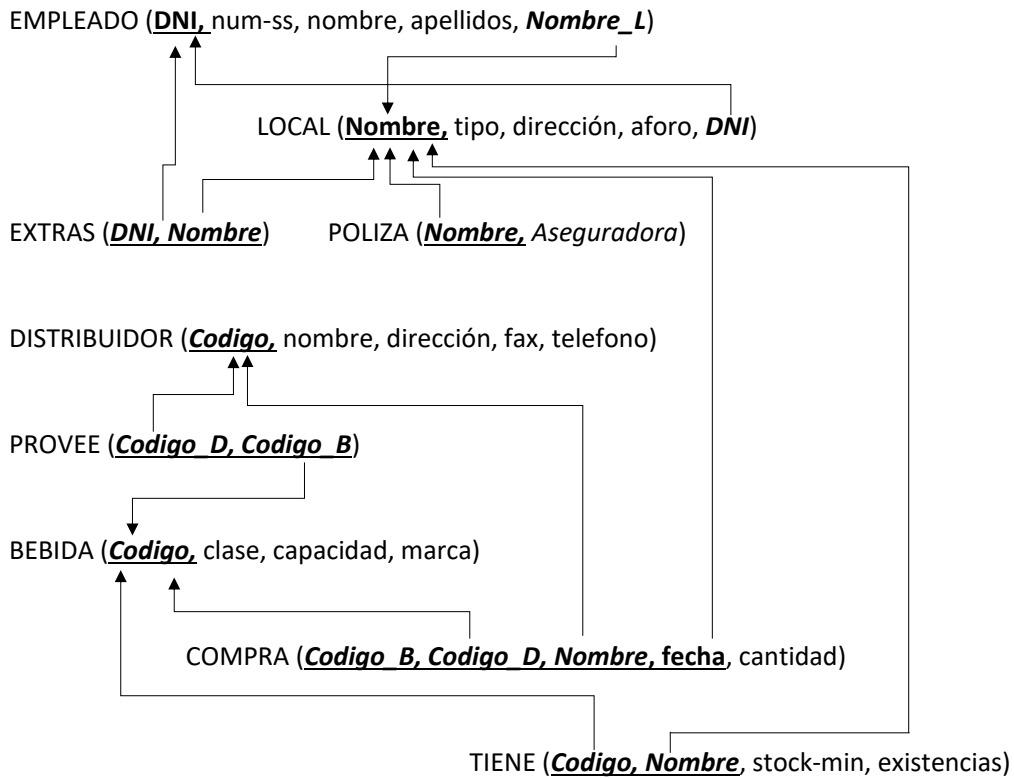 EMPLEADO (DNI, num-ss, nombre, apellidos, Nombre_L)
LOCAL (Nombre, tipo, dirección, aforo, DNI)
EXTRAS (DNI, Nombre) POLIZA (Nombre, Aseguradora)
DISTRIBUIDOR (Codigo, nombre, dirección, fax, telefono)
PROVEE (Codigo_D, Codigo_B)
BEBIDA (Codigo, clase, capacidad, marca)
COMPRA (Codigo_B, Codigo_D, Nombre, fecha, cantidad)
TIENE (Codigo, Nombre, stock-min, existencias)